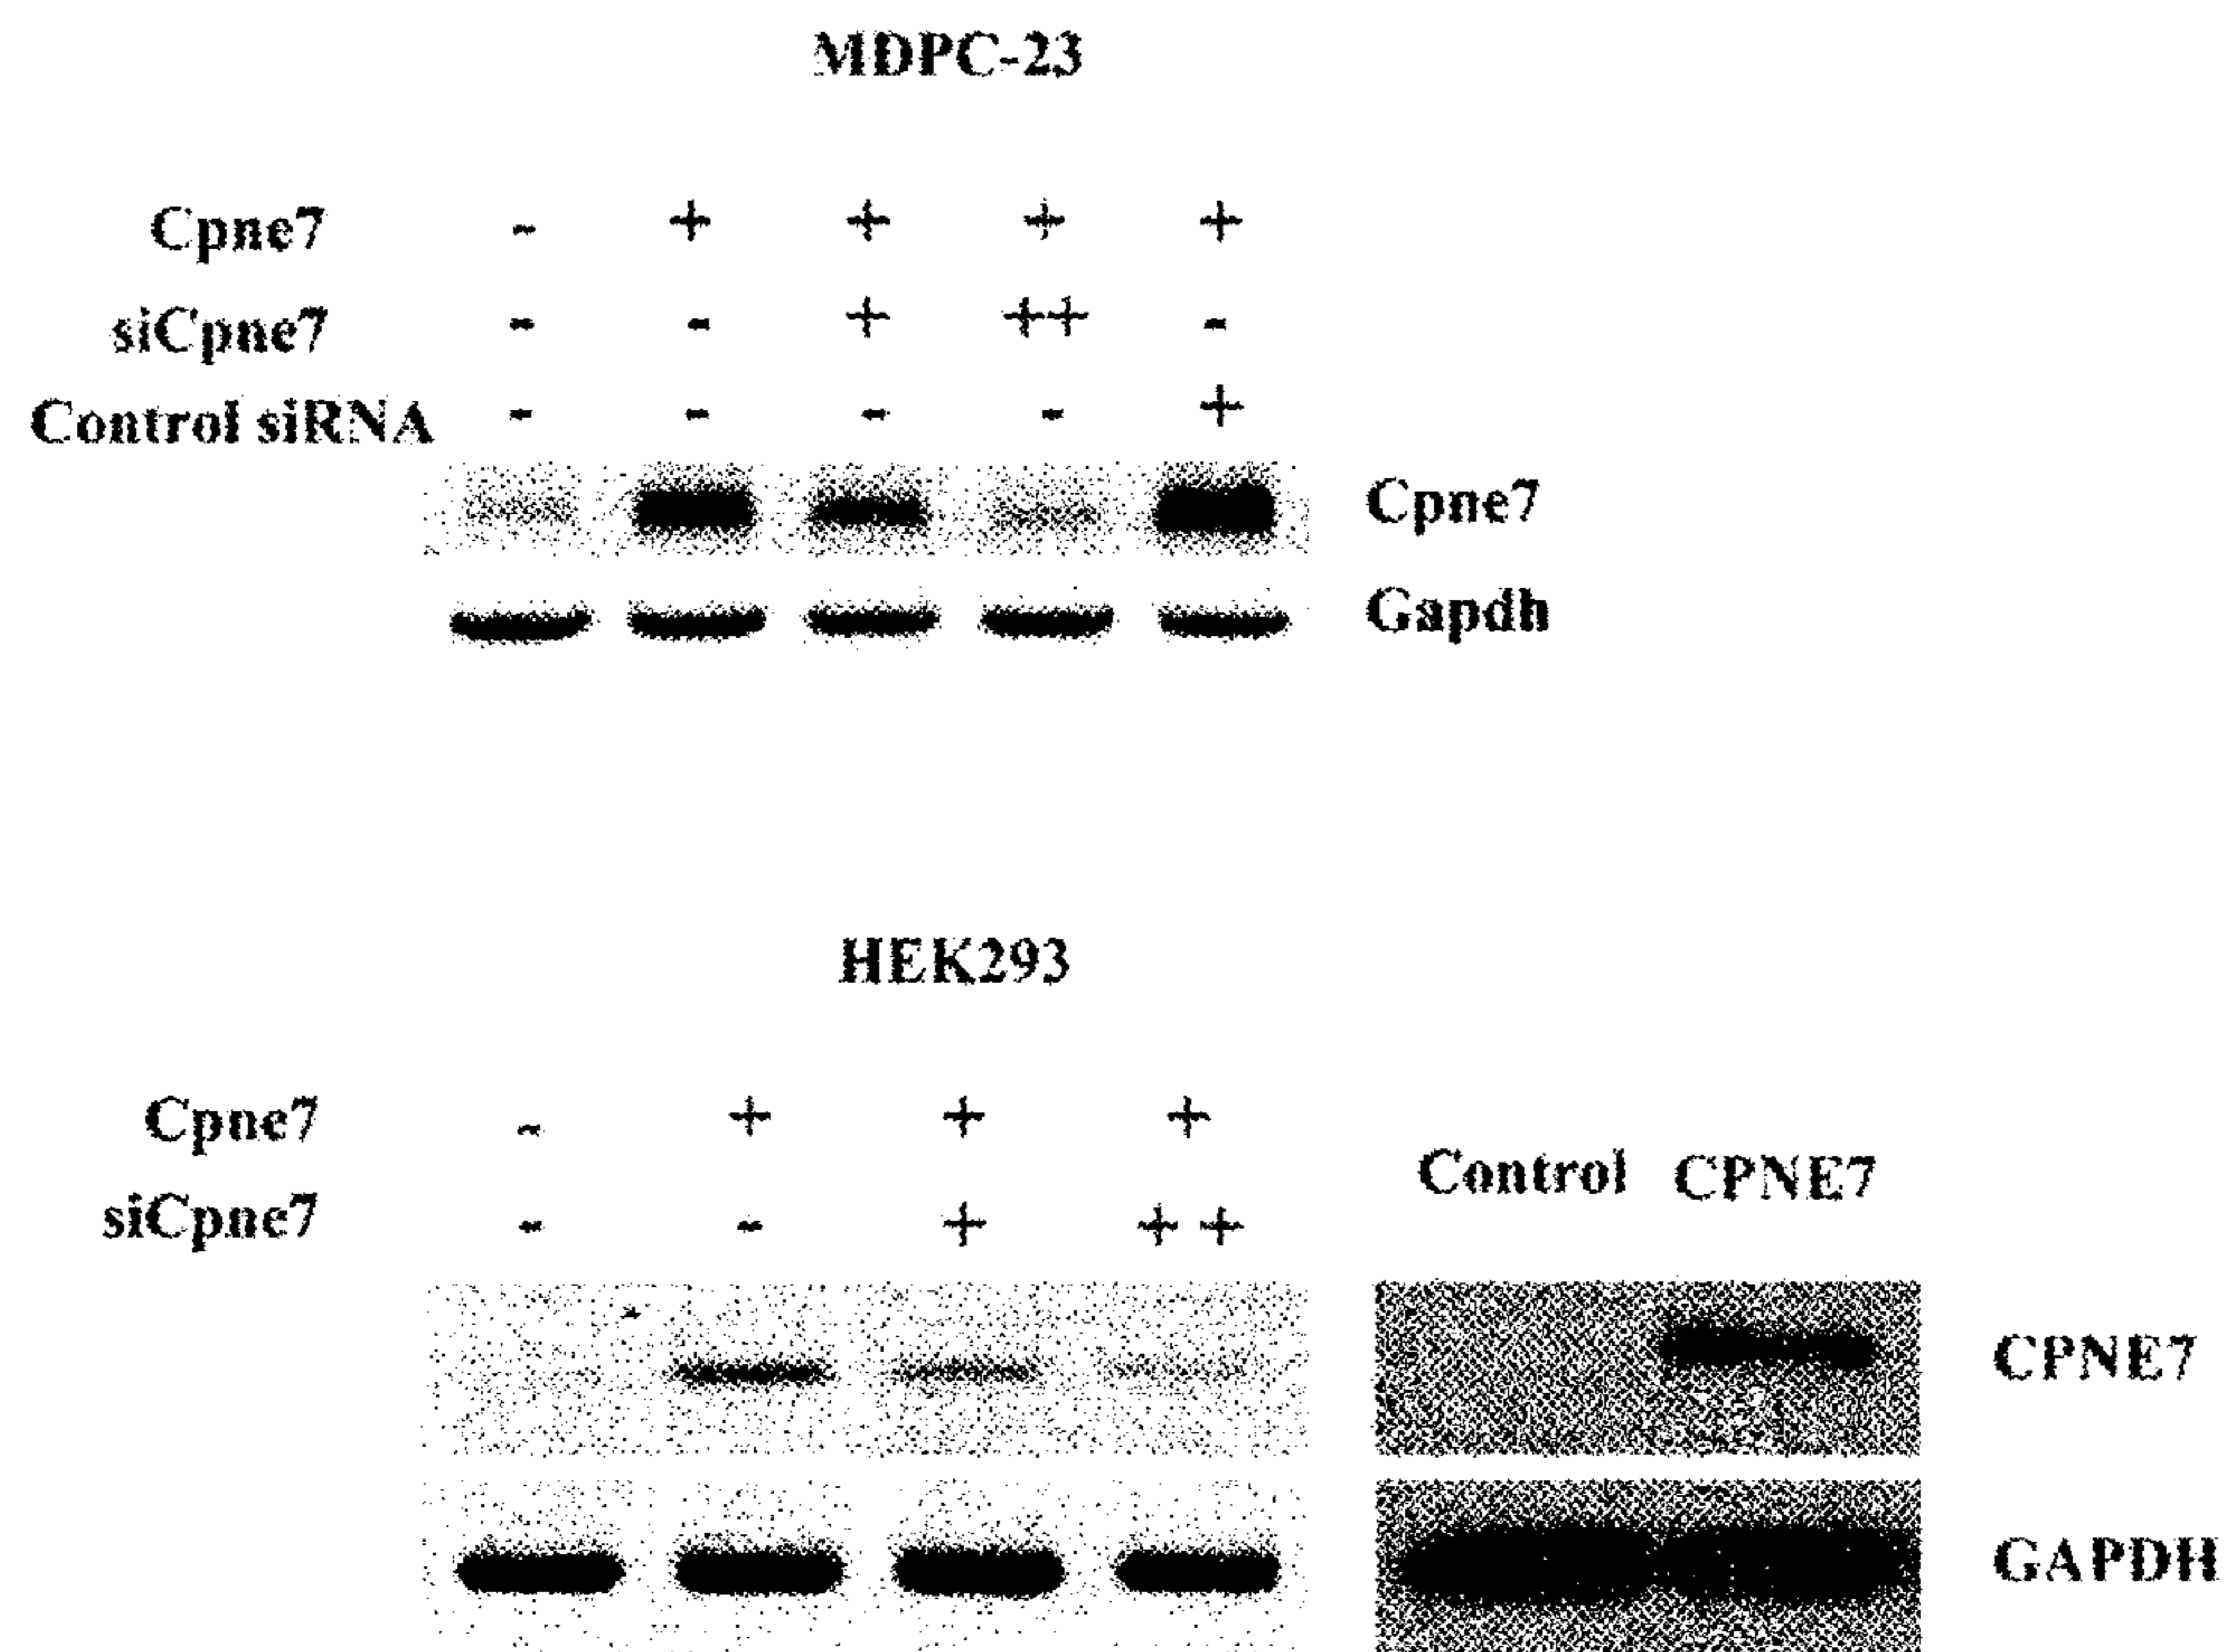 MDPC-23
Cpne7 - + + + +
siCpne7 - - + ++ -
Control siRNA - - - - +
Cpne7
Gapdh
HEK293
Cpne7 - + + +
siCpne7 - - + ++
Control CPNE7
CPNE7
GAPDH